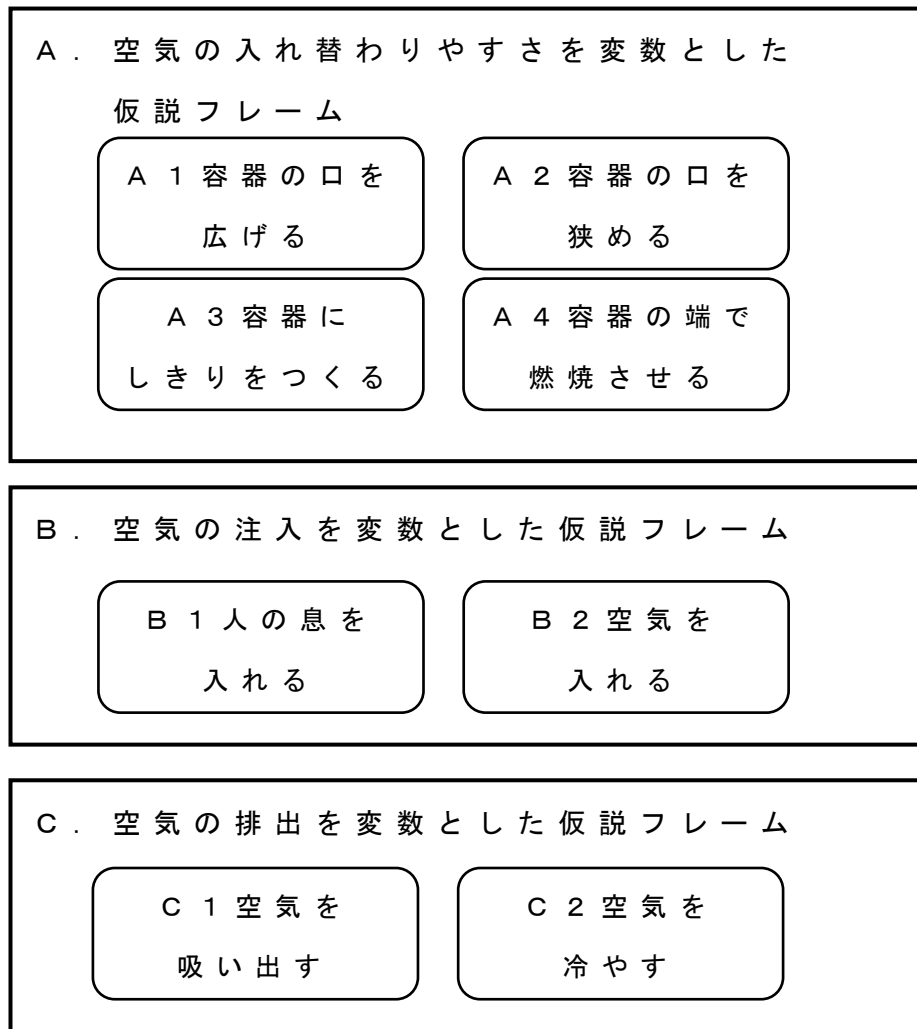 A．空気の入れ替わりやすさを変数とした
仮説フレーム
A1容器の口を
広げる
A2容器の口を
狭める
A3容器に
しきりをつくる
A4容器の端で
燃焼させる
B．空気の注入を変数とした仮説フレーム
B1人の息を
入れる
B2空気を
入れる
C．空気の排出を変数とした仮説フレーム
C1空気を
吸い出す
C2空気を
冷やす